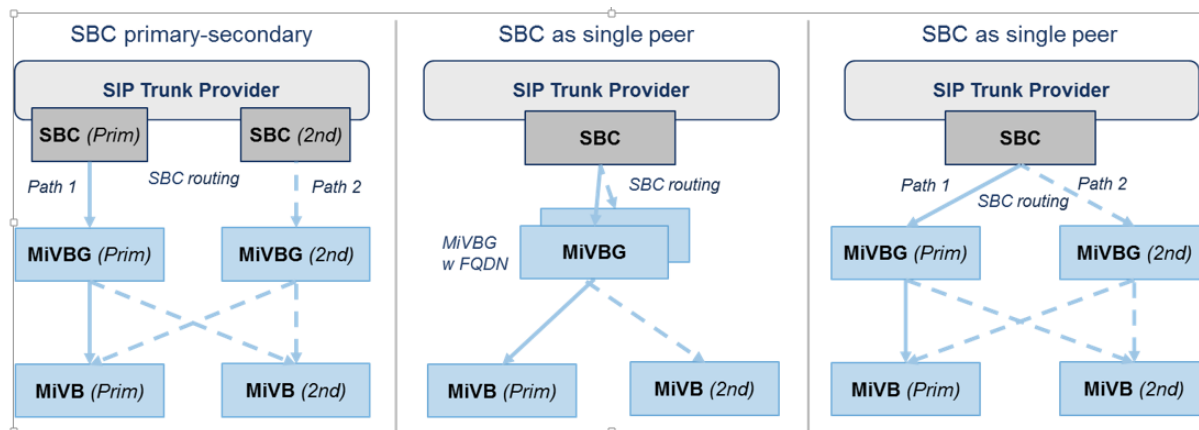 SBC primary-secondary
SIP Trunk Provider
SBC (Prim)
SBC (2nd)
Path 1
SBC routing
Path 2
MiVBG (Prim)
MiVBG (2nd)
MiVB (Prim)
MiVB (2nd)
SBC as single peer
SIP Trunk Provider
SBC
SBC routing
MiVBG
w FQDN
MiVBG
MiVB (Prim)
MiVB (2nd)
SBC as single peer
SIP Trunk Provider
SBC
Path 1
Path 2
SBC routing
MiVBG (Prim)
MiVBG (2nd)
MiVB (Prim)
MiVB (2nd)